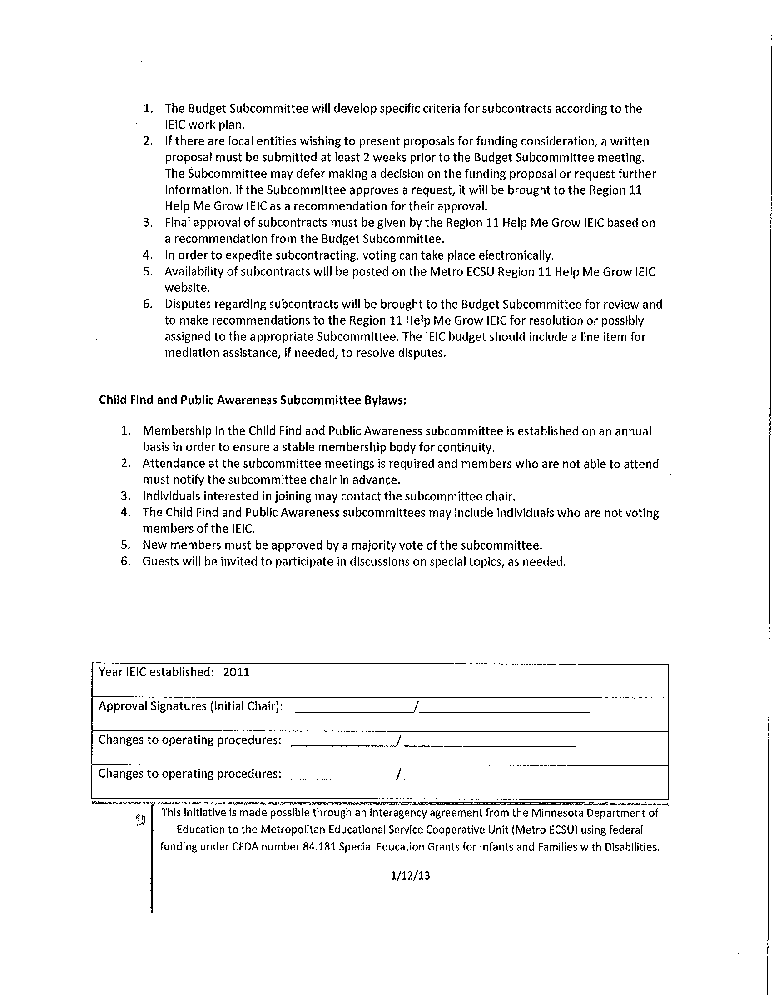 1. The Budget Subcommittee will develop specific criteria for subcontracts according to the
IEIC work plan.
2. If there are local entities wishing to present proposals for funding consideration, a written
proposal must be submitted at least 2 weeks prior to the Budget Subcommittee meeting.
The Subcommittee may defer making a decision on the funding proposal or request further
information. If the Subcommittee approves a request, it will be brought to the Region 11
Help Me Grow IEIC as a recommendation for their approval.
3. Final approval of subcontracts must be given by the Region 11 Help Me Grow IEIC based on
a recommendation from the Budget Subcommittee.
4. In order to expedite subcontracting, voting can take place electronically.
5. Availability of subcontracts will be posted on the Metro ECSU Region 11 Help Me Grow IEIC
website.
6. Disputes regarding subcontracts will be brought to the Budget Subcommittee for review and
to make recommendations to the Region 11 Help Me Grow IEIC for resolution or possibly
assigned to the appropriate Subcommittee. The IEIC budget should include a line item for
mediation assistance, if needed, to resolve disputes.
Child Find and Public Awareness Subcommittee Bylaws:
1. Membership in the Child Find and Public Awareness subcommittee is established on an annual
basis in order to ensure a stable membership body for continuity.
2. Attendance at the subcommittee meetings is required and members who are not able to attend
must notify the subcommittee chair in advance.
3. Individuals interested in joining may contact the subcommittee chair.
4. The Child Find and Public Awareness subcommittees may include individuals who are not voting
members of the IEIC.
5. New members must be approved by a majority vote of the subcommittee.
6. Guests will be invited to participate in discussions on special topics, as needed.
Year IEIC established: 2011
Approval Signatures (Initial Chair): ____________________/____________________________
Changes to operating procedures: __________________/____________________________
Changes to operating procedures: __________________/____________________________
9
This initiative is made possible through an interagency agreement from the Minnesota Department of
Education to the Metropolitan Educational Service Cooperative Unit (Metro ECSU) using federal
funding under CFDA number 84.181 Special Education Grants for Infants and Families with Disabilities.
1/12/13